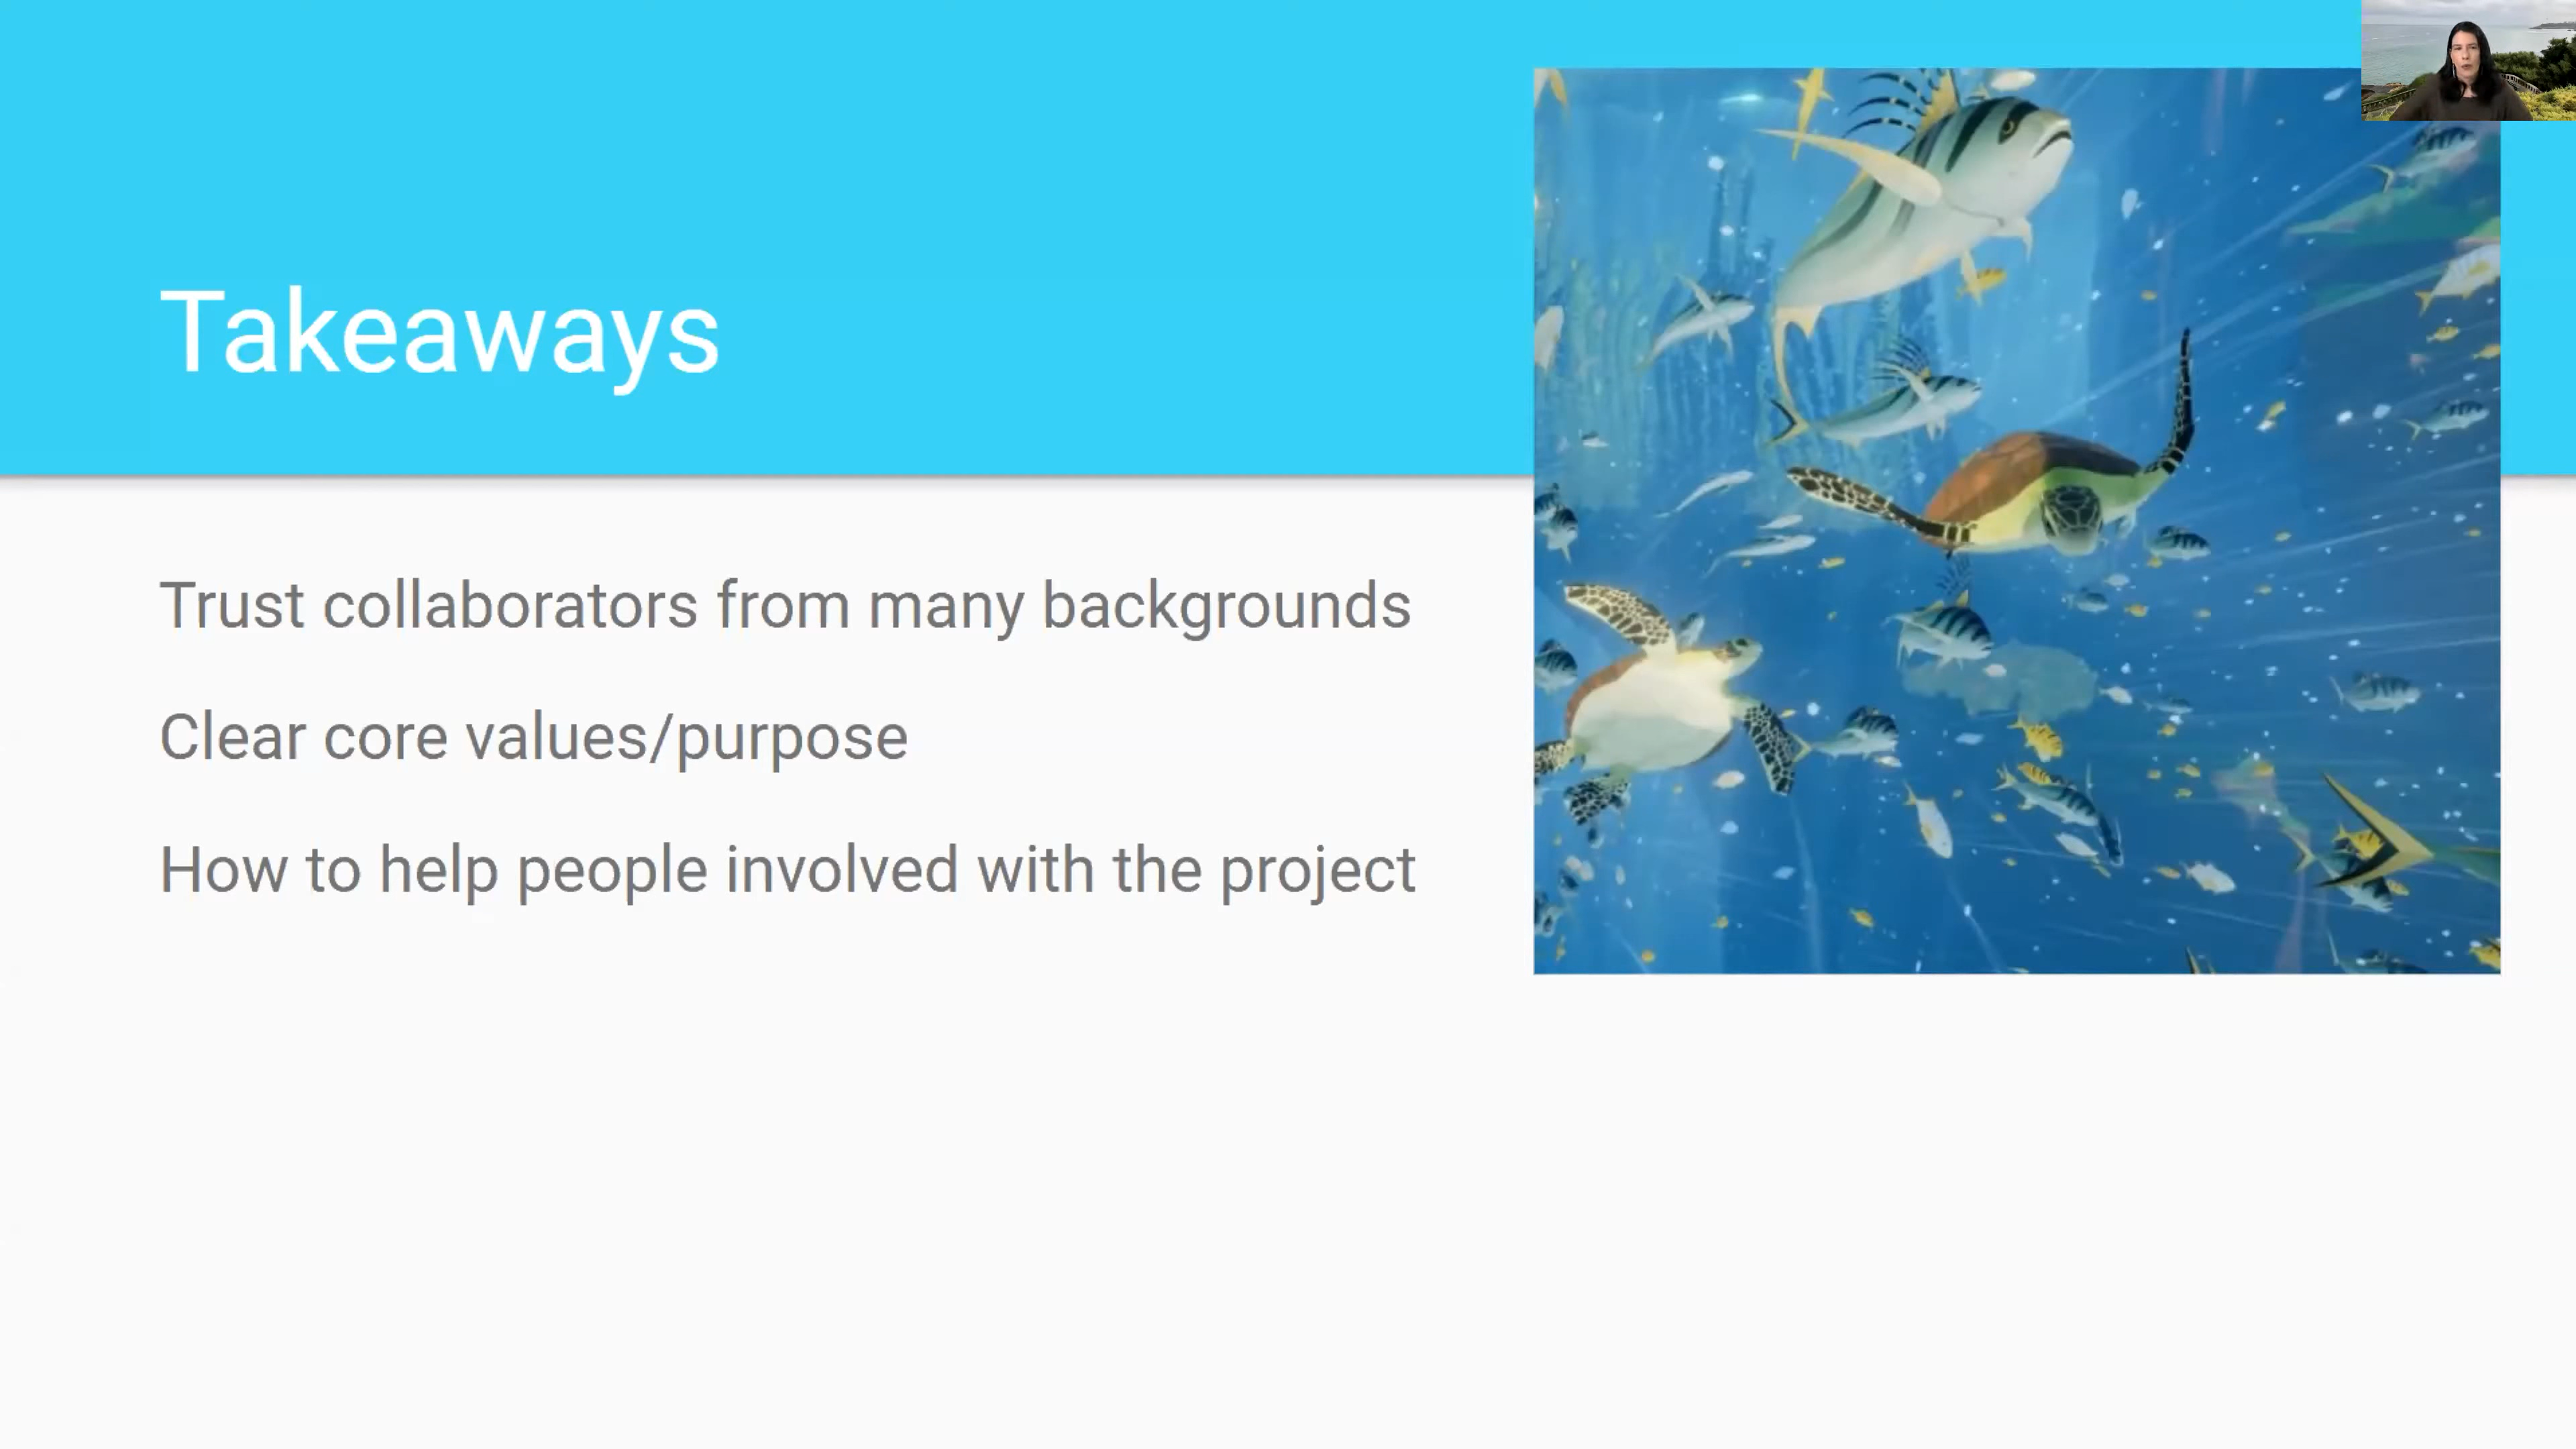 Takeaways
Trust collaborators from many backgrounds
Clear core values/purpose
How to help people involved with the project